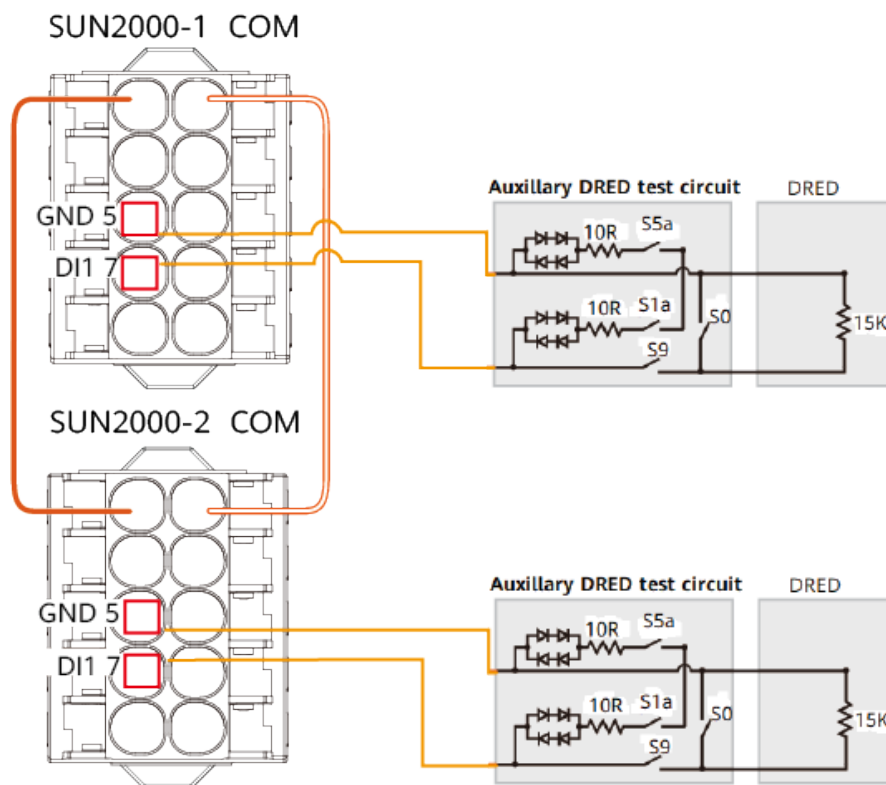 SUN2000-1 COM
GND 5
DI1 7
Auxillary DRED test circuit
DRED
10R
S5a
10R
S1a
S0
S9
15K
SUN2000-2 COM
GND 5
DI1 7
Auxillary DRED test circuit
DRED
10R
S5a
10R
S1a
S0
S9
15K